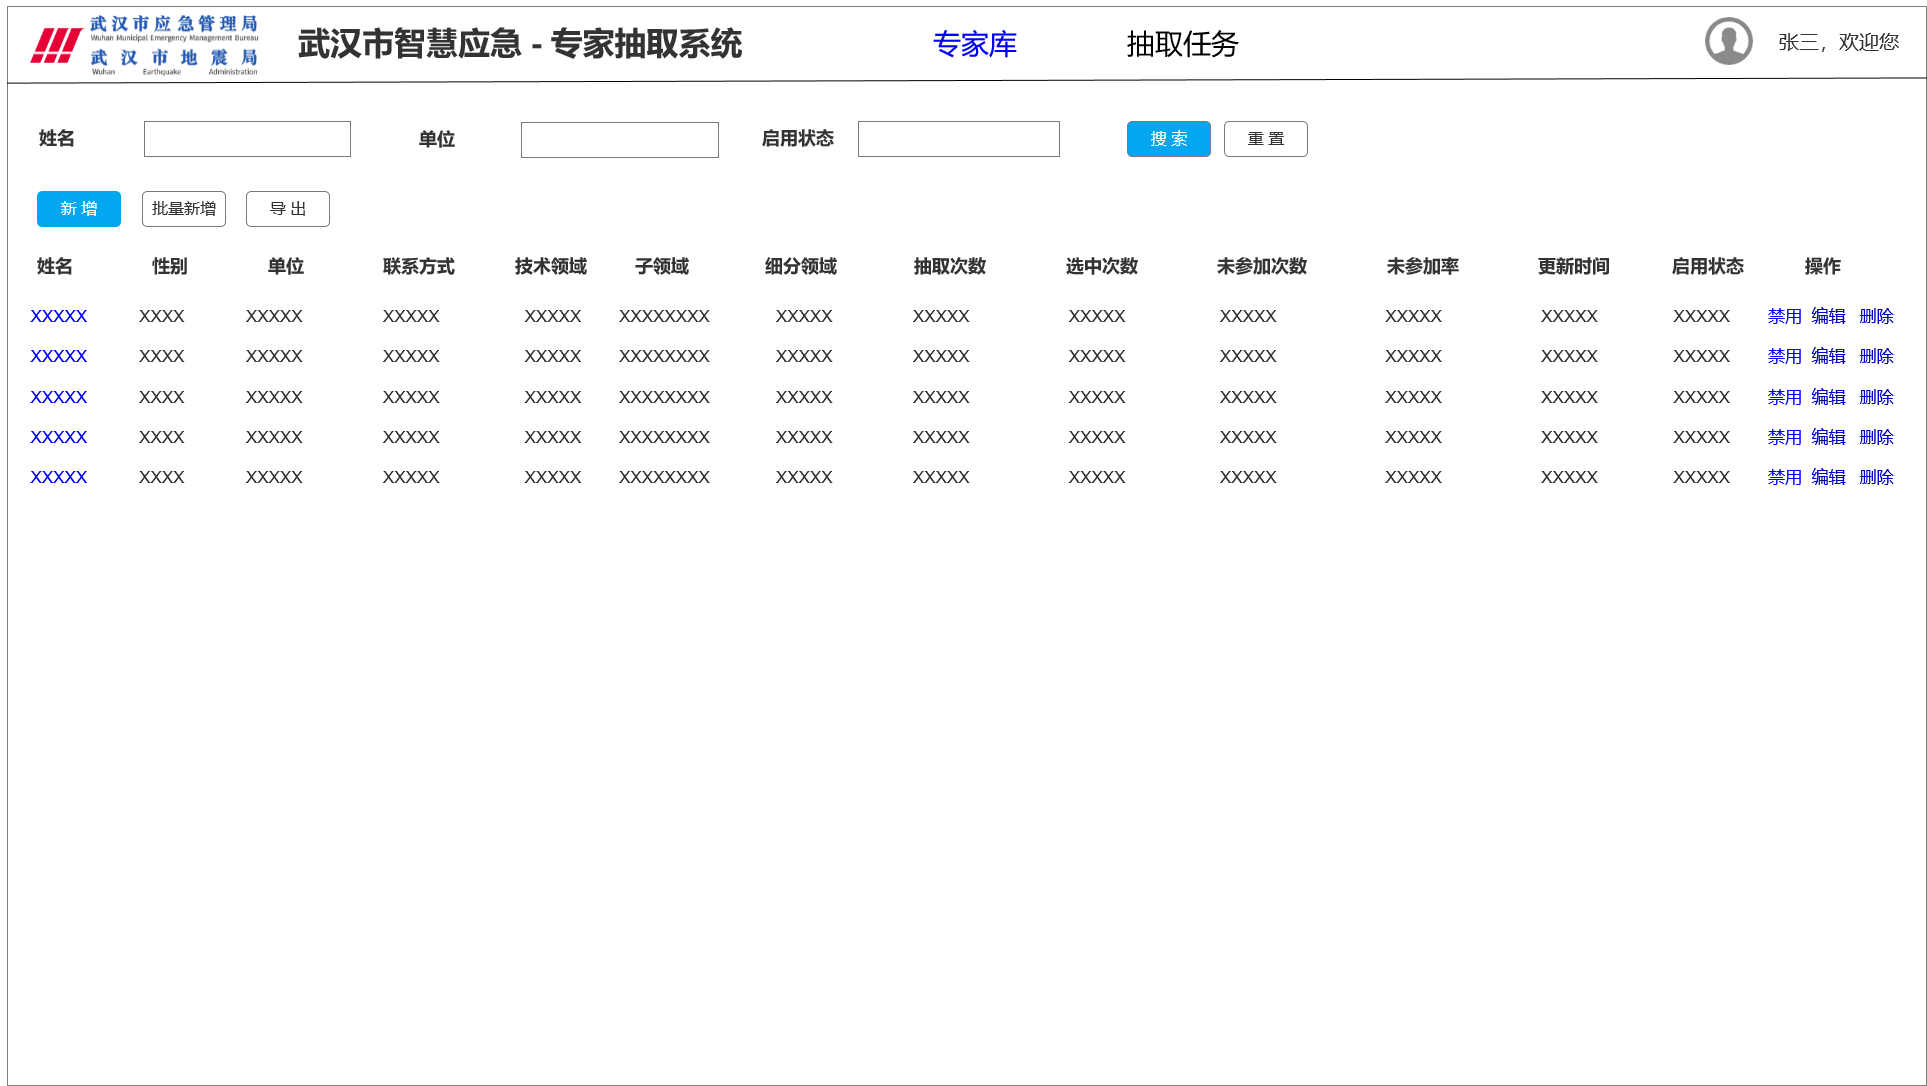 武汉市应急管理局
Wuhan Municipal Emergency Management Bureau
武汉市地震局
Wuhan Earthquake Administration
武汉市智慧应急 - 专家抽取系统
专家库 抽取任务
张三，欢迎您
姓名 单位 启用状态 搜 索 重 置
新 增 批量新增 导 出
姓名 性别 单位 联系方式 技术领域 子领域 细分领域 抽取次数 选中次数 未参加次数 未参加率 更新时间 启用状态 操作
XXXXX XXXX XXXXX XXXXX XXXXX XXXXXXXX XXXXX XXXXX XXXXX XXXXX XXXXX XXXXX XXXXX 禁用 编辑 删除
XXXXX XXXX XXXXX XXXXX XXXXX XXXXXXXX XXXXX XXXXX XXXXX XXXXX XXXXX XXXXX XXXXX 禁用 编辑 删除
XXXXX XXXX XXXXX XXXXX XXXXX XXXXXXXX XXXXX XXXXX XXXXX XXXXX XXXXX XXXXX XXXXX 禁用 编辑 删除
XXXXX XXXX XXXXX XXXXX XXXXX XXXXXXXX XXXXX XXXXX XXXXX XXXXX XXXXX XXXXX XXXXX 禁用 编辑 删除
XXXXX XXXX XXXXX XXXXX XXXXX XXXXXXXX XXXXX XXXXX XXXXX XXXXX XXXXX XXXXX XXXXX 禁用 编辑 删除